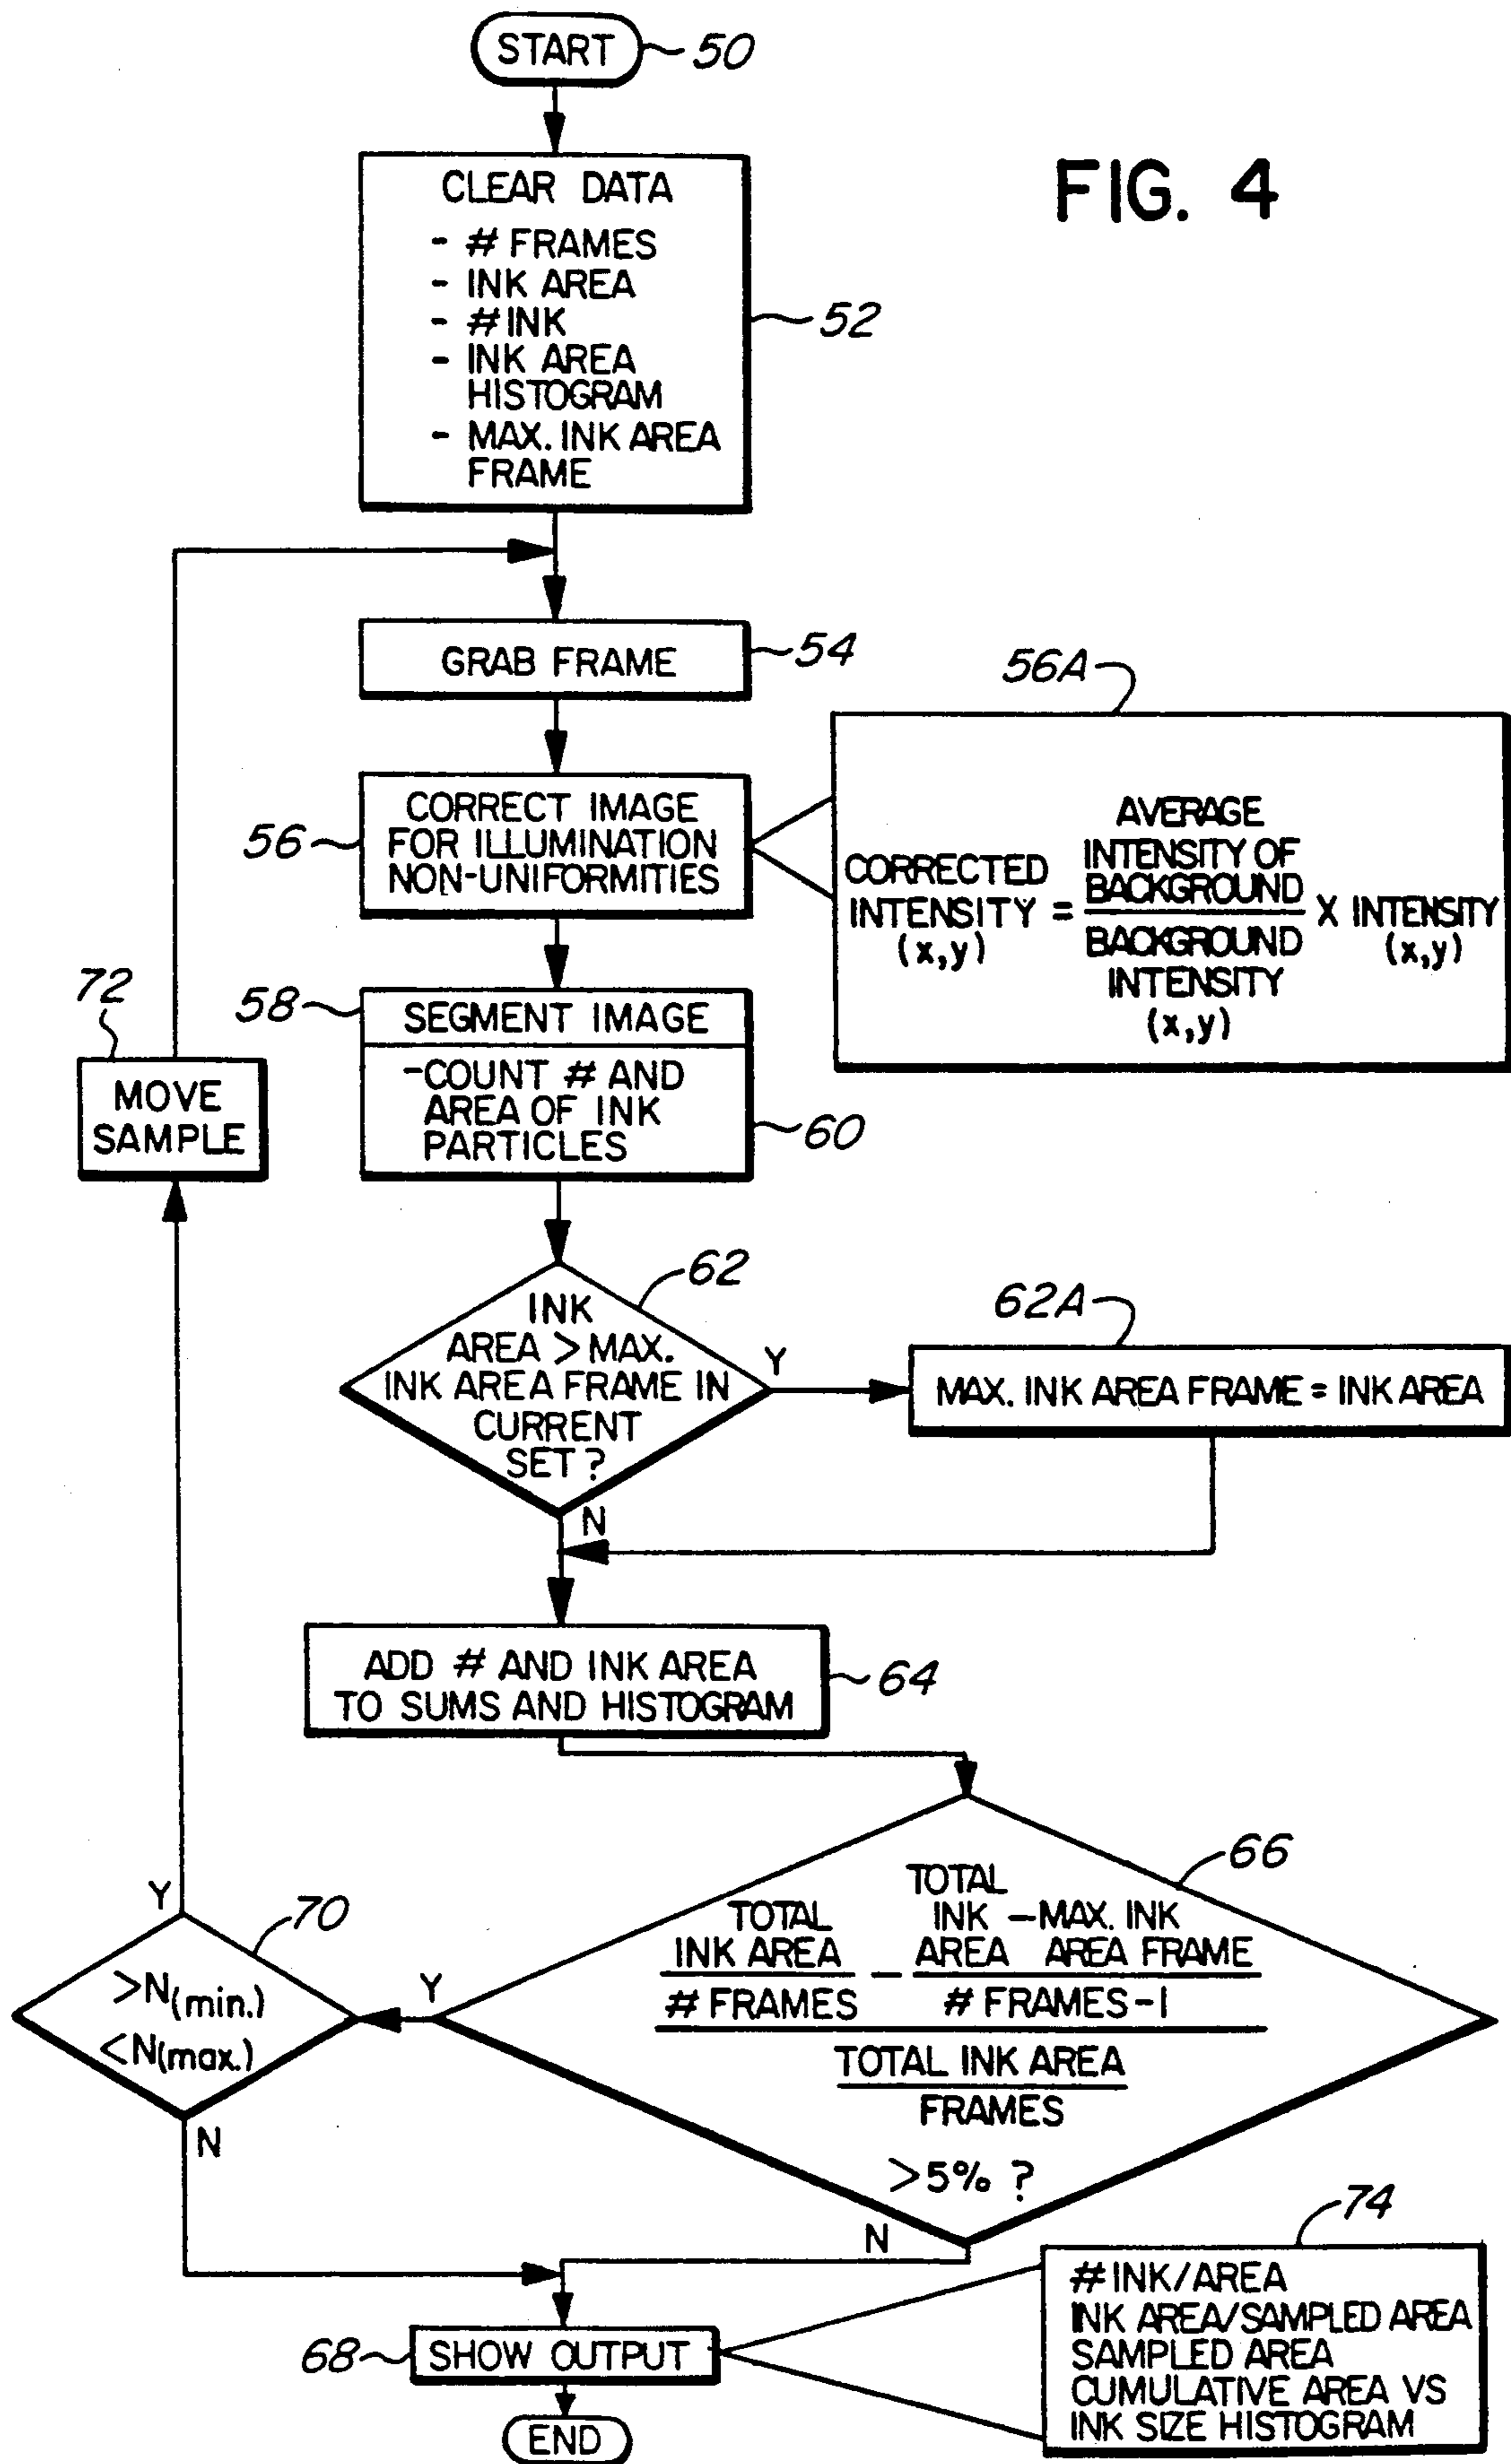 START
50
FIG. 4
CLEAR DATA
- # FRAMES
- INK AREA
- # INK
- INK AREA
HISTOGRAM
- MAX. INK AREA
FRAME
52
GRAB FRAME
54
56A
CORRECT IMAGE
FOR ILLUMINATION
NON-UNIFORMITIES
56
AVERAGE
INTENSITY OF
BACKGROUND
CORRECTED
INTENSITY = X INTENSITY
(x,y) (x,y)
BACKGROUND
INTENSITY
(x,y)
58
SEGMENT IMAGE
-COUNT # AND
AREA OF INK
PARTICLES
60
72
MOVE
SAMPLE
62
INK
AREA > MAX.
INK AREA FRAME IN
CURRENT
SET?
Y
N
62A
MAX. INK AREA FRAME = INK AREA
ADD # AND INK AREA
TO SUMS AND HISTOGRAM
64
66
TOTAL
TOTAL INK -MAX. INK
INK AREA - AREA AREA FRAME
# FRAMES # FRAMES-1
TOTAL INK AREA
FRAMES
>5% ?
Y
N
70
>N(min.)
<N(max.)
Y
N
68
SHOW OUTPUT
74
# INK/AREA
INK AREA/SAMPLED AREA
SAMPLED AREA
CUMULATIVE AREA VS
INK SIZE HISTOGRAM
END